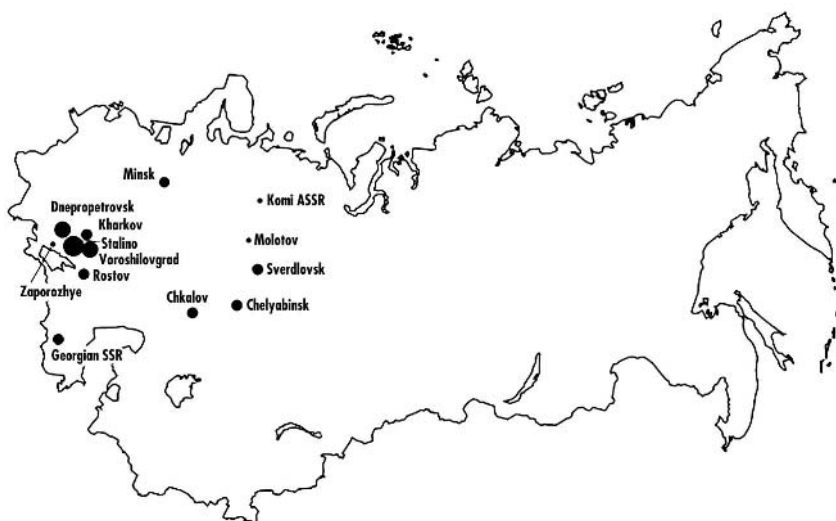 Minsk
Komi ASSR
Dnepropetrovsk
Kharkov
Stalino
Molotov
Voroshilovgrad
Sverdlovsk
Rostov
Zaporozhye
Chkalov
Chelyabinsk
Georgian SSR